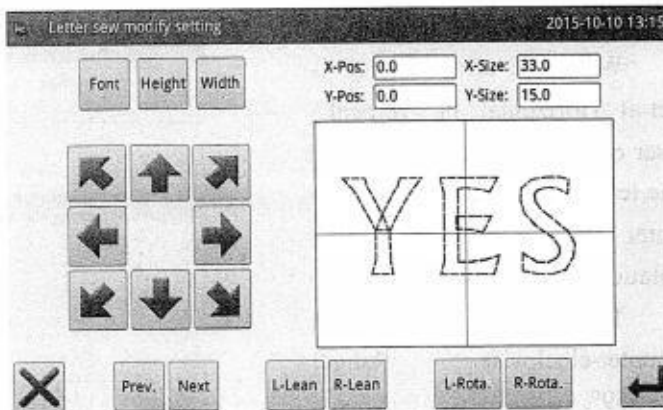 Letter sew modify setting 2015-10-10 13:15
Font Height Width
X-Pos: 0.0 X-Size: 33.0
Y-Pos: 0.0 Y-Size: 15.0
YES
Prev. Next L-Lean R-Lean L-Rota. R-Rota.